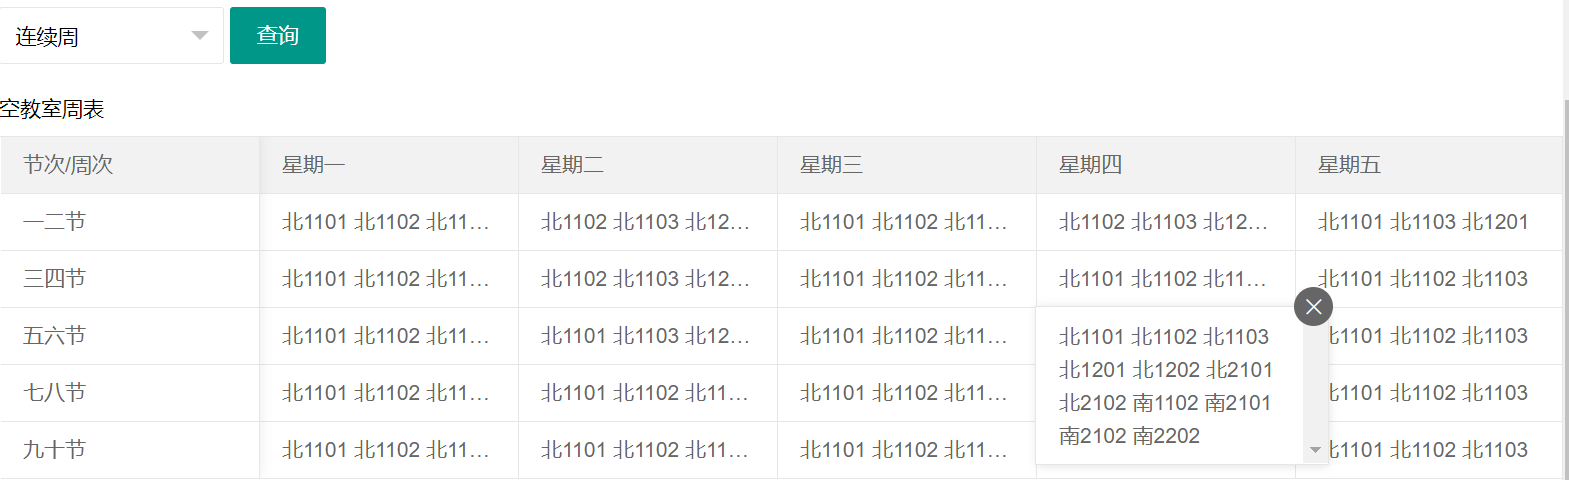 连续周 查询
空教室周表
节次/周次 星期一 星期二 星期三 星期四 星期五
一二节 北1101 北1102 北11... 北1102 北1103 北12... 北1101 北1102 北11... 北1102 北1103 北12... 北1101 北1103 北1201
三四节 北1101 北1102 北11... 北1102 北1103 北12... 北1101 北1102 北11... 北1101 北1102 北11... 北1101 北1102 北1103
五六节 北1101 北1102 北11... 北1101 北1103 北12... 北1101 北1102 北11... 北1101 北1102 北1103 1101 北1102 北1103
北1201 北1202 北2101
七八节 北1101 北1102 北11... 北1101 北1102 北11... 北1101 北1102 北11... 北2102 南1102 南2101 1101 北1102 北1103
九十节 北1101 北1102 北11... 北1101 北1102 北11... 北1101 北1102 北11... 南2102 南2202 1101 北1102 北1103